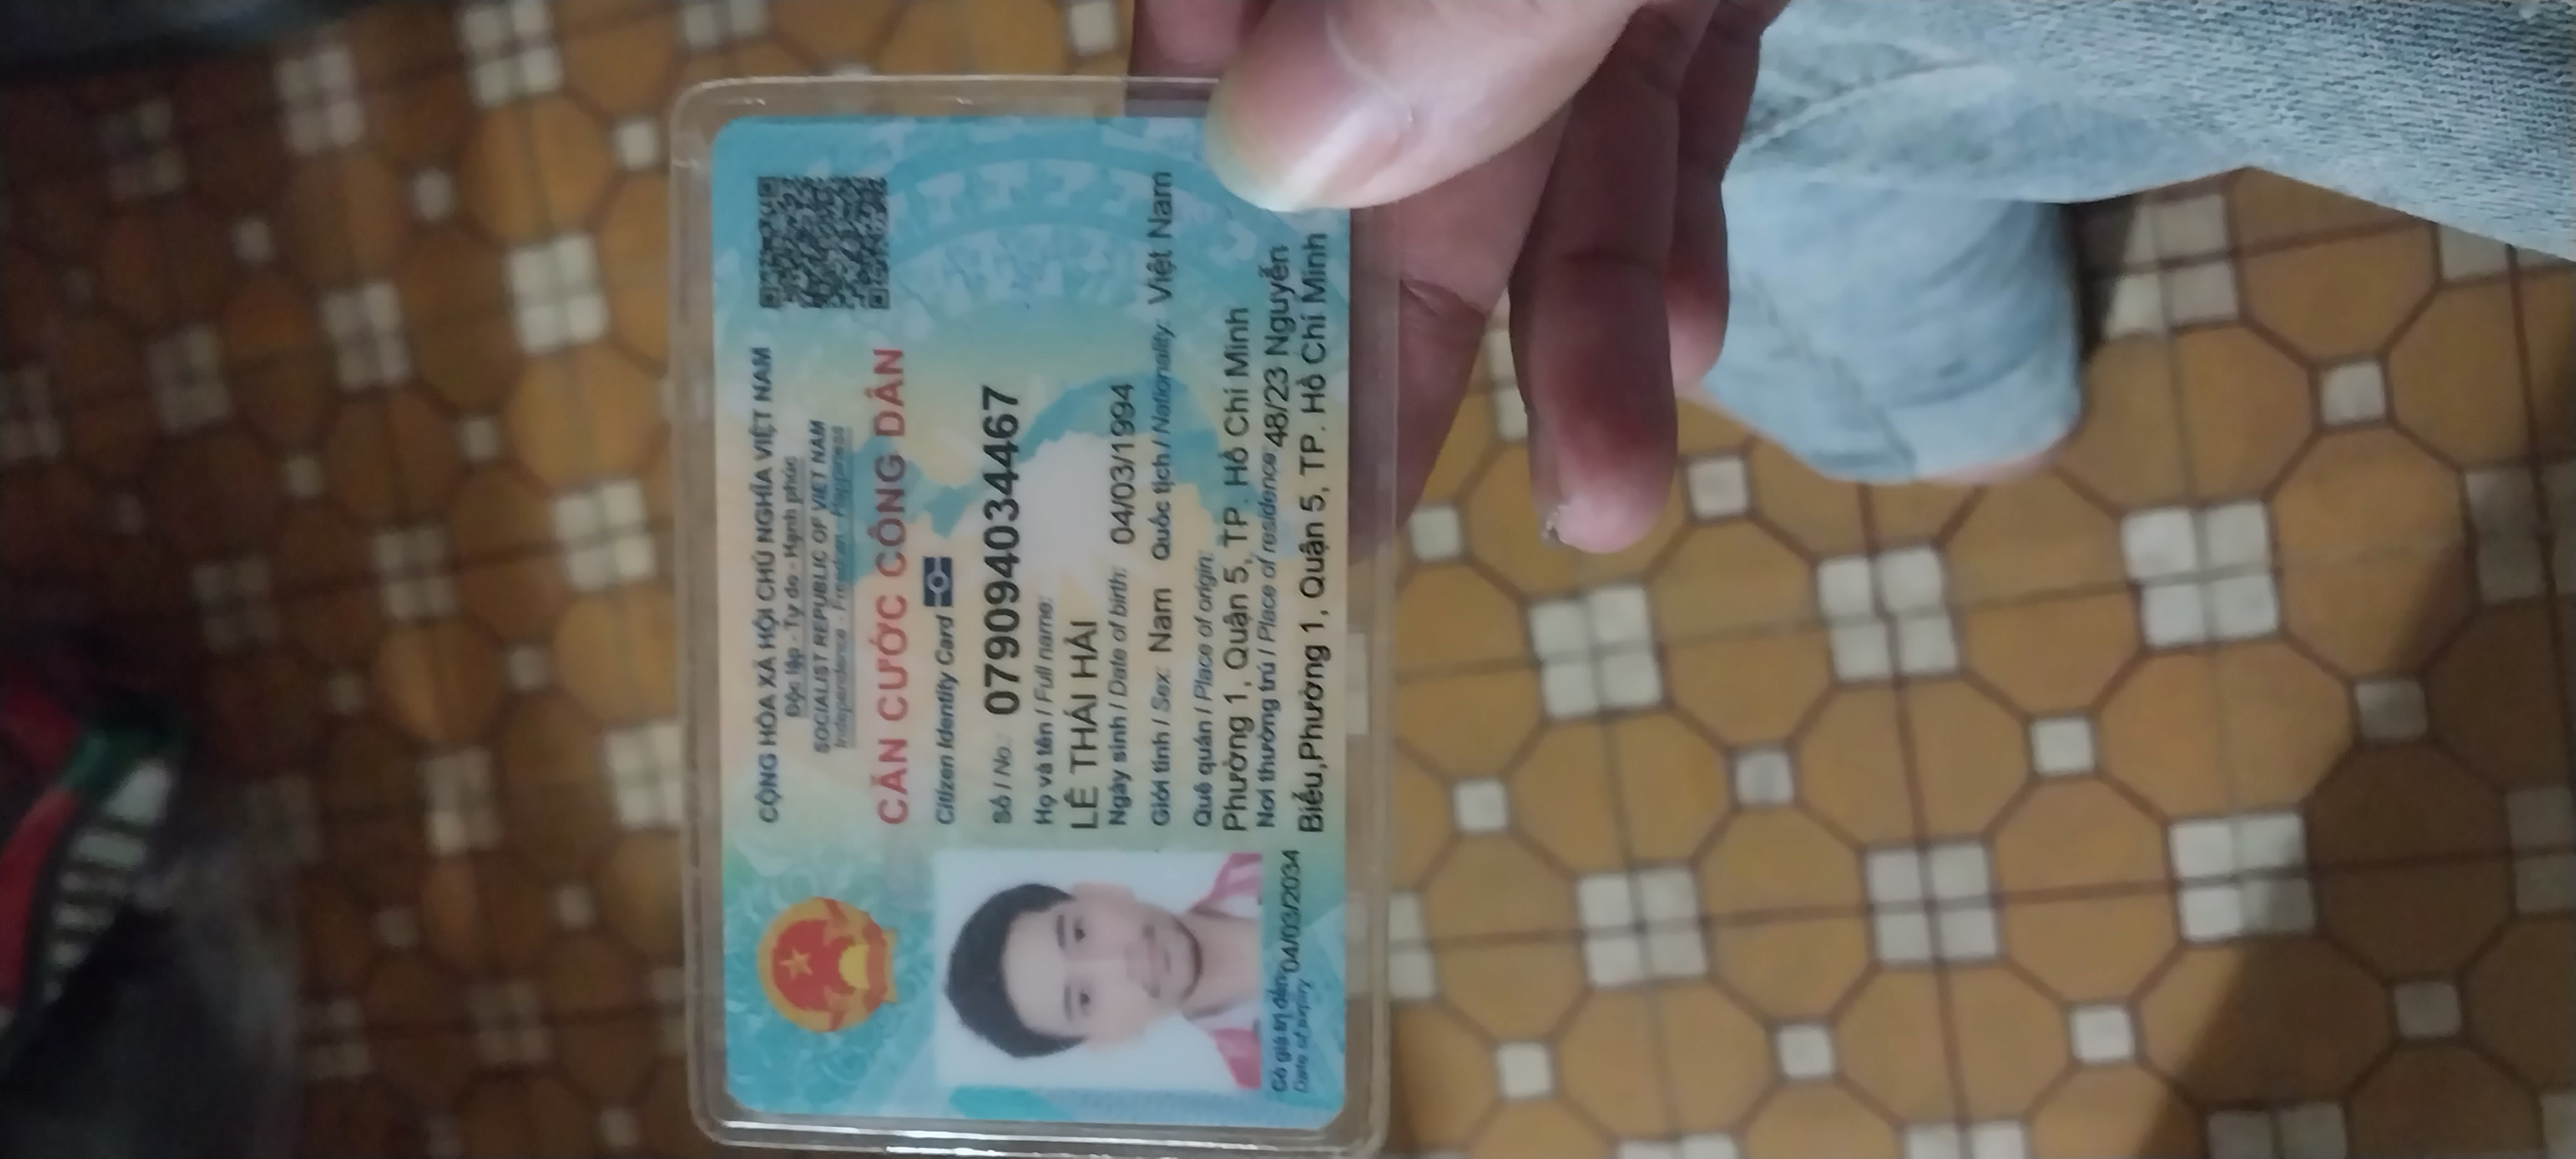 CỘNG HÒA XÃ HỘI CHỦ NGHĨA VIỆT NAM
Độc lập - Tự do - Hạnh phúc
SOCIALIST REPUBLIC OF VIET NAM
Independence - Freedom - Happiness
CĂN CƯỚC CÔNG DÂN
Citizen Identity Card
Số / No.: 079094034467
Họ và tên / Full name:
LÊ THÁI HẢI
Ngày sinh / Date of birth: 04/03/1994
Giới tính / Sex: Nam Quốc tịch / Nationality: Việt Nam
Quê quán / Place of origin:
Phường 1, Quận 5, TP. Hồ Chí Minh
Nơi thường trú / Place of residence: 48/23 Nguyễn
Biểu,Phường 1, Quận 5, TP. Hồ Chí Minh
Có giá trị đến: 04/03/2034
Date of expiry